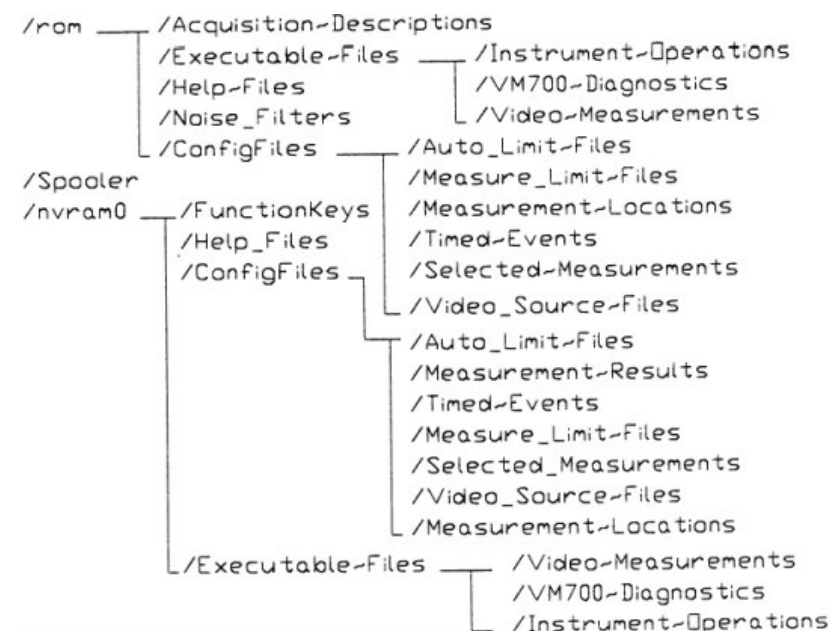 /rom /Acquisition~Descriptions
/Executable~Files /Instrument~Operations
/Help~Files /VM700~Diagnostics
/Noise_Filters /Video~Measurements
/ConfigFiles /Auto_Limit~Files
/Spooler /Measure_Limit~Files
/nvram0 /FunctionKeys /Measurement~Locations
/Help_Files /Timed~Events
/ConfigFiles /Selected~Measurements
/Video_Source~Files
/Auto_Limit~Files
/Measurement~Results
/Timed~Events
/Measure_Limit~Files
/Selected_Measurements
/Video_Source~Files
/Measurement~Locations
/Executable~Files /Video~Measurements
/VM700~Diagnostics
/Instrument~Operations